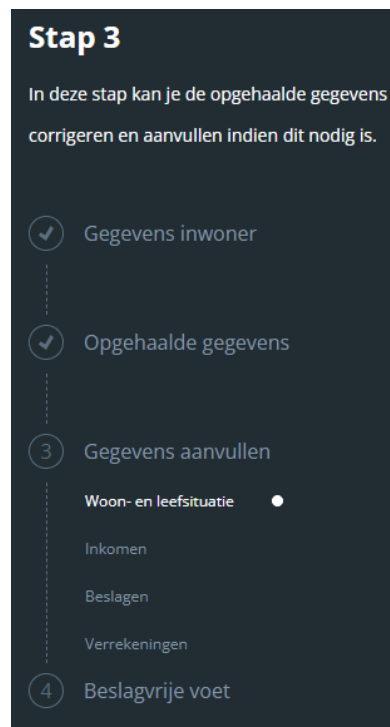 Stap 3
In deze stap kan je de opgehaalde gegevens
corrigeren en aanvullen indien dit nodig is.
Gegevens inwoner
Opgehaalde gegevens
3 Gegevens aanvullen
Woon- en leefsituatie
Inkomen
Beslagen
Verrekeningen
4 Beslagvrije voet